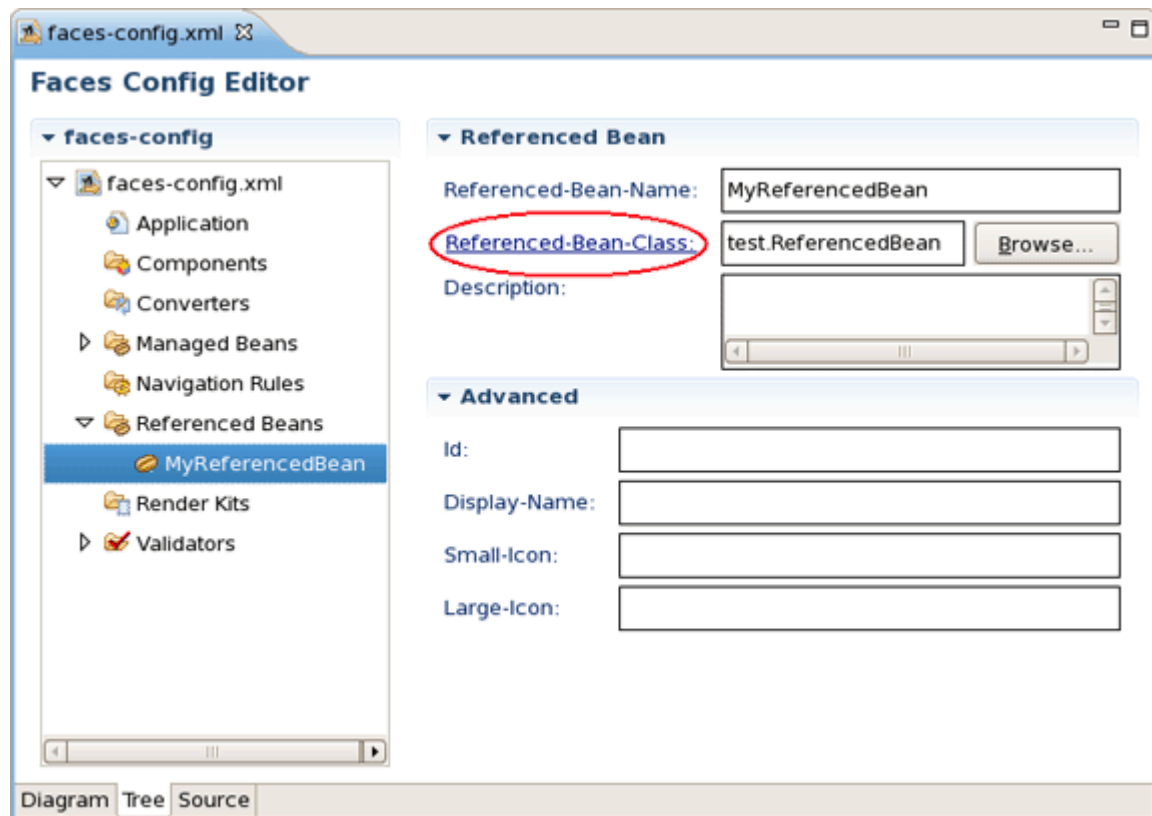 faces-config.xml
Faces Config Editor
faces-config
faces-config.xml
Application
Components
Converters
Managed Beans
Navigation Rules
Referenced Beans
MyReferencedBean
Render Kits
Validators
Referenced Bean
Referenced-Bean-Name: MyReferencedBean
Referenced-Bean-Class: test.ReferencedBean Browse...
Description:
Advanced
Id:
Display-Name:
Small-Icon:
Large-Icon:
Diagram Tree Source